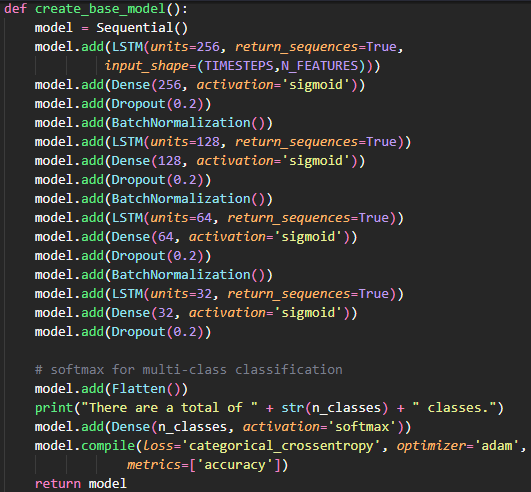 def create_base_model():
    model = Sequential()
    model.add(LSTM(units=256, return_sequences=True,
             input_shape=(TIMESTEPS,N_FEATURES)))
    model.add(Dense(256, activation='sigmoid'))
    model.add(Dropout(0.2))
    model.add(BatchNormalization())
    model.add(LSTM(units=128, return_sequences=True))
    model.add(Dense(128, activation='sigmoid'))
    model.add(Dropout(0.2))
    model.add(BatchNormalization())
    model.add(LSTM(units=64, return_sequences=True))
    model.add(Dense(64, activation='sigmoid'))
    model.add(Dropout(0.2))
    model.add(BatchNormalization())
    model.add(LSTM(units=32, return_sequences=True))
    model.add(Dense(32, activation='sigmoid'))
    model.add(Dropout(0.2))

    # softmax for multi-class classification
    model.add(Flatten())
    print("There are a total of " + str(n_classes) + " classes.")
    model.add(Dense(n_classes, activation='softmax'))
    model.compile(loss='categorical_crossentropy', optimizer='adam',
                metrics=['accuracy'])
    return model